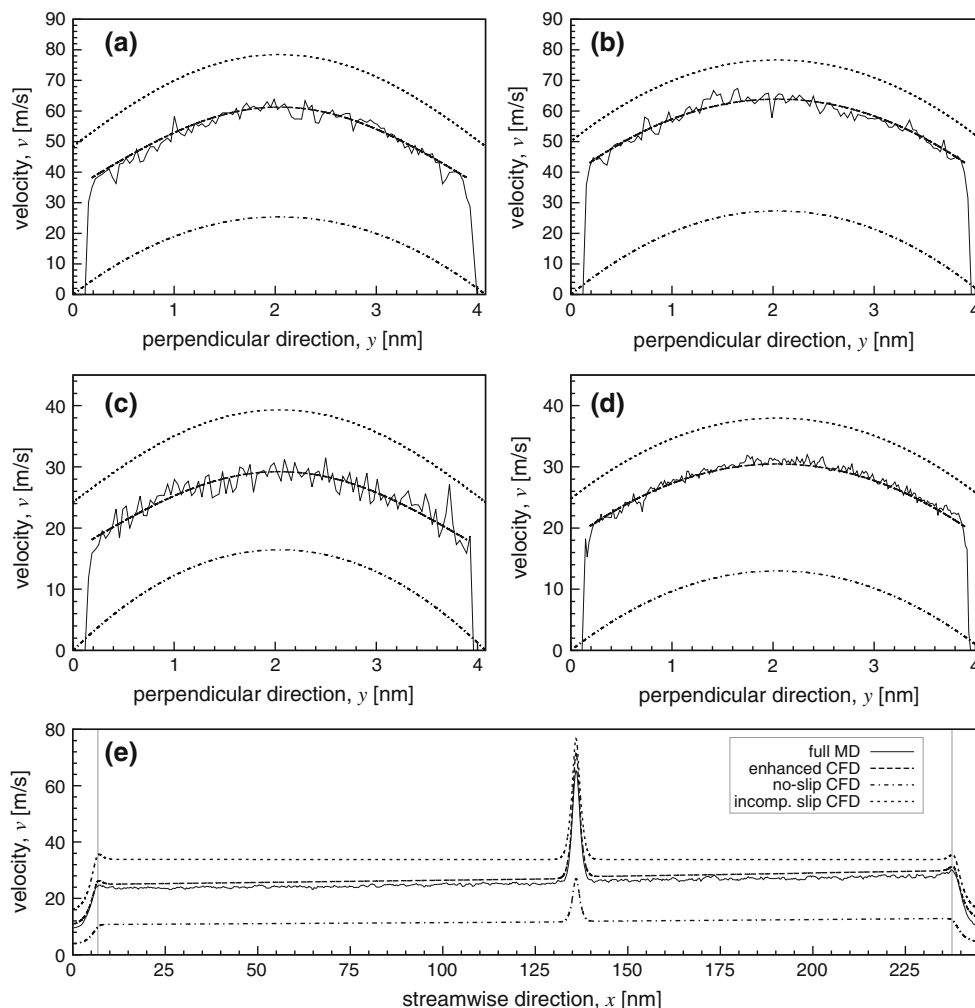 (a)
velocity, v [m/s]
90
80
70
60
50
40
30
20
10
0
0 1 2 3 4
perpendicular direction, y [nm]
(b)
velocity, v [m/s]
90
80
70
60
50
40
30
20
10
0
0 1 2 3 4
perpendicular direction, y [nm]
(c)
velocity, v [m/s]
40
30
20
10
0
0 1 2 3 4
perpendicular direction, y [nm]
(d)
velocity, v [m/s]
40
30
20
10
0
0 1 2 3 4
perpendicular direction, y [nm]
(e)
velocity, v [m/s]
80
60
40
20
0
full MD
enhanced CFD
no-slip CFD
incomp. slip CFD
0 25 50 75 100 125 150 175 200 225
streamwise direction, x [nm]